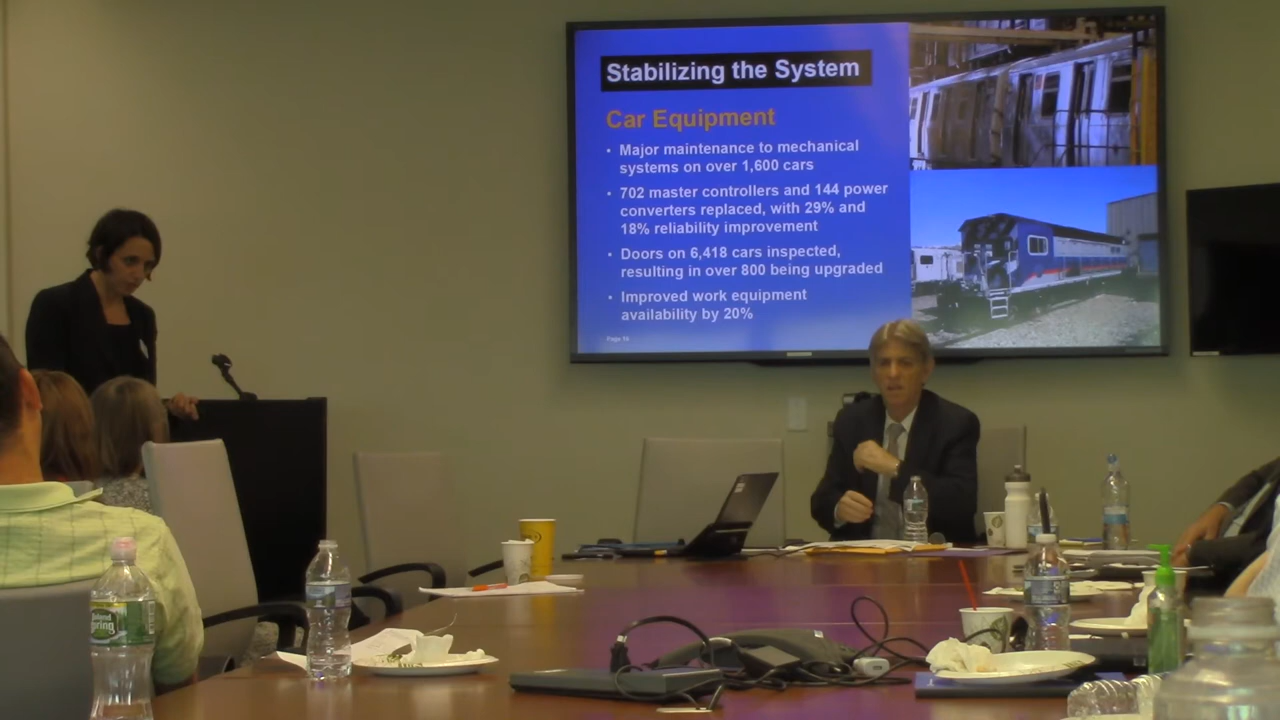 Stabilizing the System
Car Equipment
• Major maintenance to mechanical
systems on over 1,600 cars
• 702 master controllers and 144 power
converters replaced, with 29% and
18% reliability improvement
• Doors on 6,418 cars inspected,
resulting in over 800 being upgraded
• Improved work equipment
availability by 20%